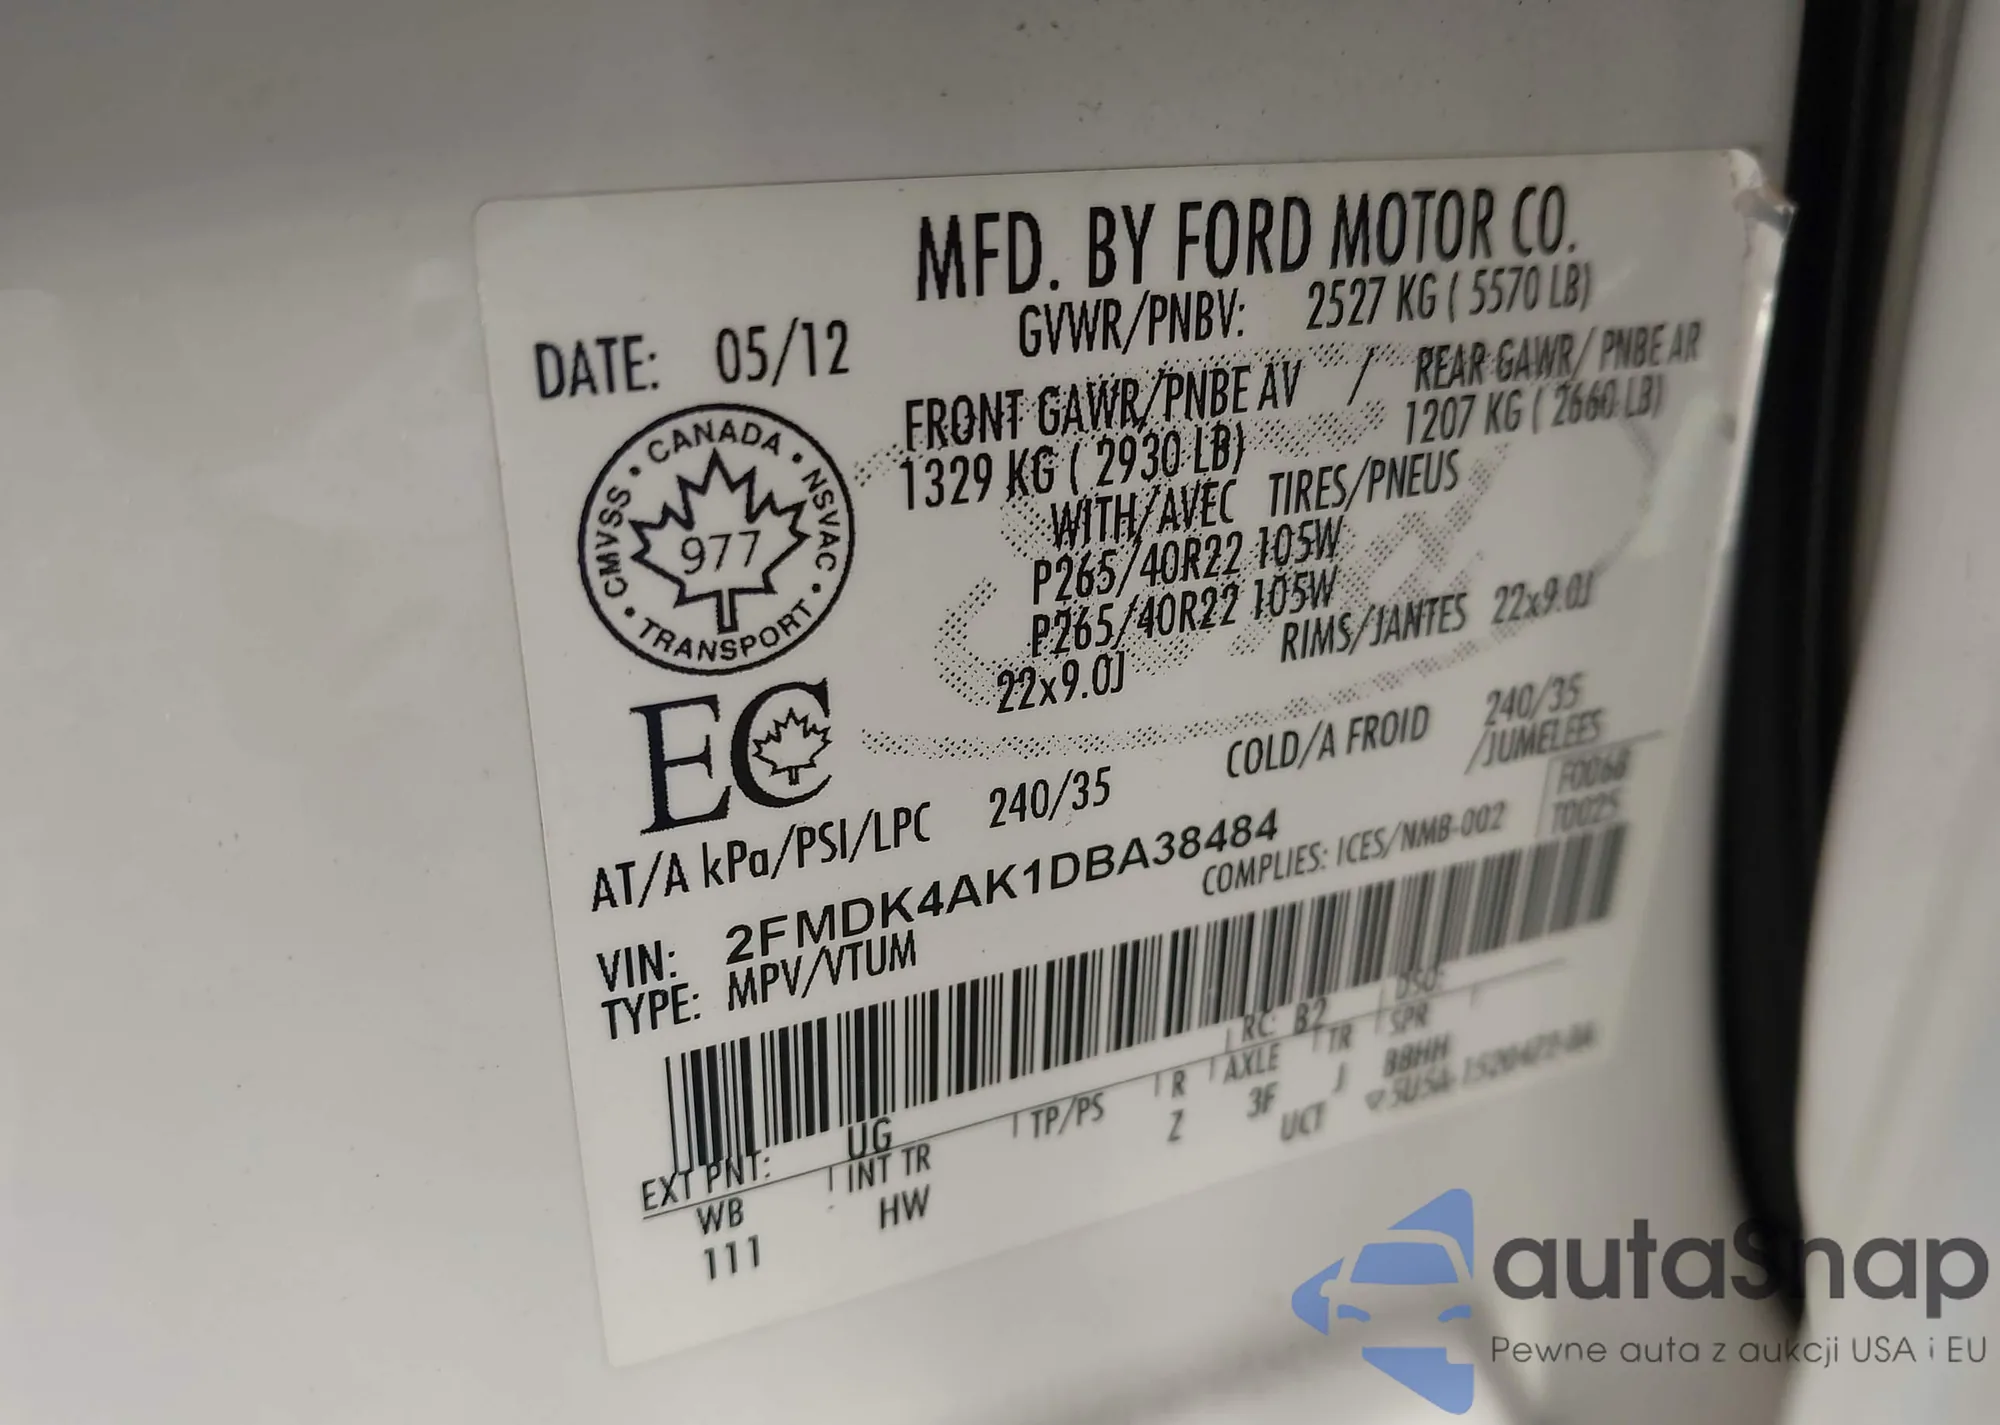 MFD. BY FORD MOTOR CO.
DATE: 05/12
GVWR/PNBV: 2527 KG ( 5570 LB)
FRONT GAWR/PNBE AV / REAR GAWR/ PNBE AR
1329 KG ( 2930 LB) 1207 KG ( 2660 LB)
WITH/AVEC TIRES/PNEUS
P265/40R22 105W
P265/40R22 105W
22x9.0J RIMS/JANTES 22x9.0J
CANADA • NSVAC • TRANSPORT • CMVSS •
977
EC
AT/A kPa/PSI/LPC 240/35 COLD/A FROID 240/35
/JUMELEES
VIN: 2FMDK4AK1DBA38484
F0068
T0025
TYPE: MPV/VTUM
COMPLIES: ICES/NMB-002
EXT PNT: UG RC: B2 DSO:
WB INT TR TP/PS R AXLE TR SPR
111 HW Z 3F J BBHH
UCT
autaSnap
Pewne auta z aukcji USA i EU